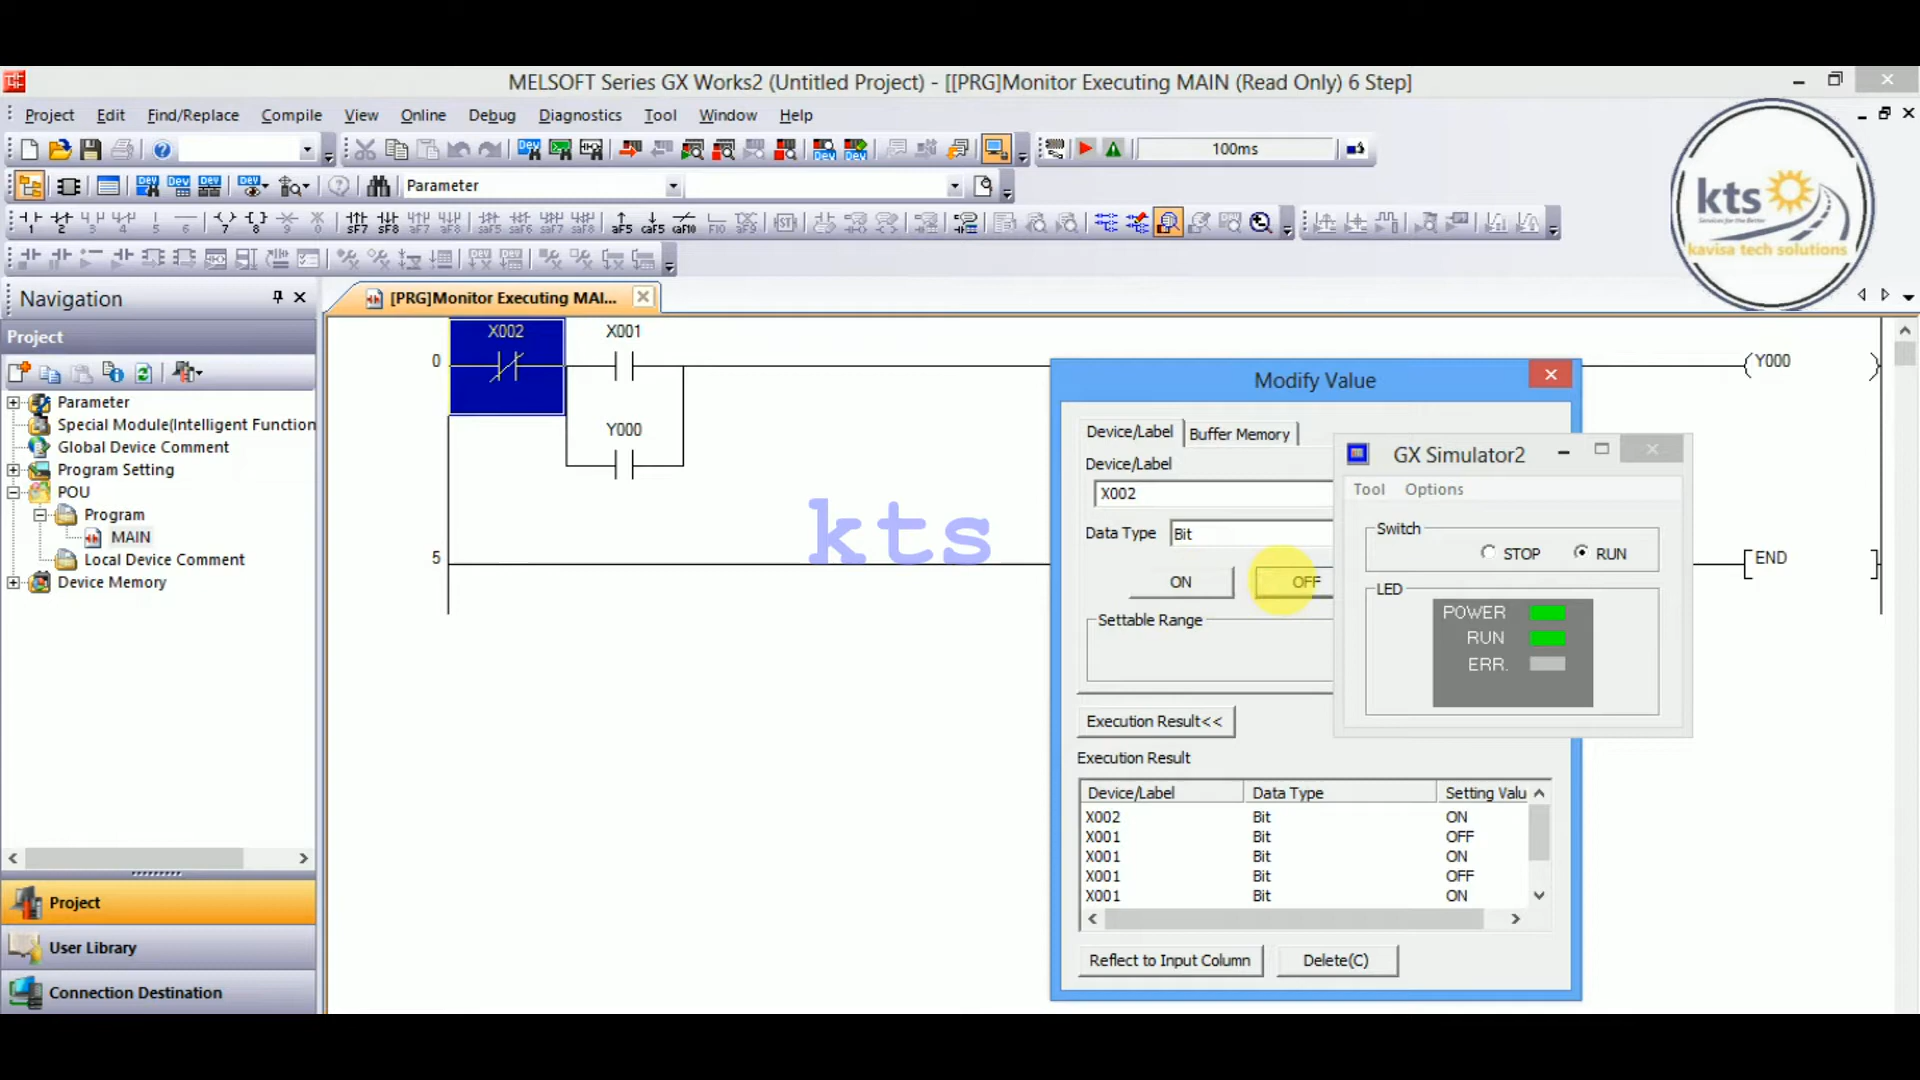 MELSOFT Series GX Works2 (Untitled Project) - [[PRG]Monitor Executing MAIN (Read Only) 6 Step]
Project Edit Find/Replace Compile View Online Debug Diagnostics Tool Window Help
100ms
Parameter
kts
Services for the Better
kavisa tech solutions
Navigation
[PRG]Monitor Executing MAI...
Project
Parameter
Special Module(Intelligent Function
Global Device Comment
Program Setting
POU
Program
MAIN
Local Device Comment
Device Memory
Project
User Library
Connection Destination
X002
X001
0
Y000
Y000
5
END
kts
Modify Value
Device/Label
Buffer Memory
Device/Label
X002
Data Type
Bit
ON
OFF
Settable Range
Execution Result<<
Execution Result
Device/Label Data Type Setting Valu
X002 Bit ON
X001 Bit OFF
X001 Bit ON
X001 Bit OFF
X001 Bit ON
Reflect to Input Column
Delete(C)
GX Simulator2
Tool Options
Switch
STOP
RUN
LED
POWER
RUN
ERR.